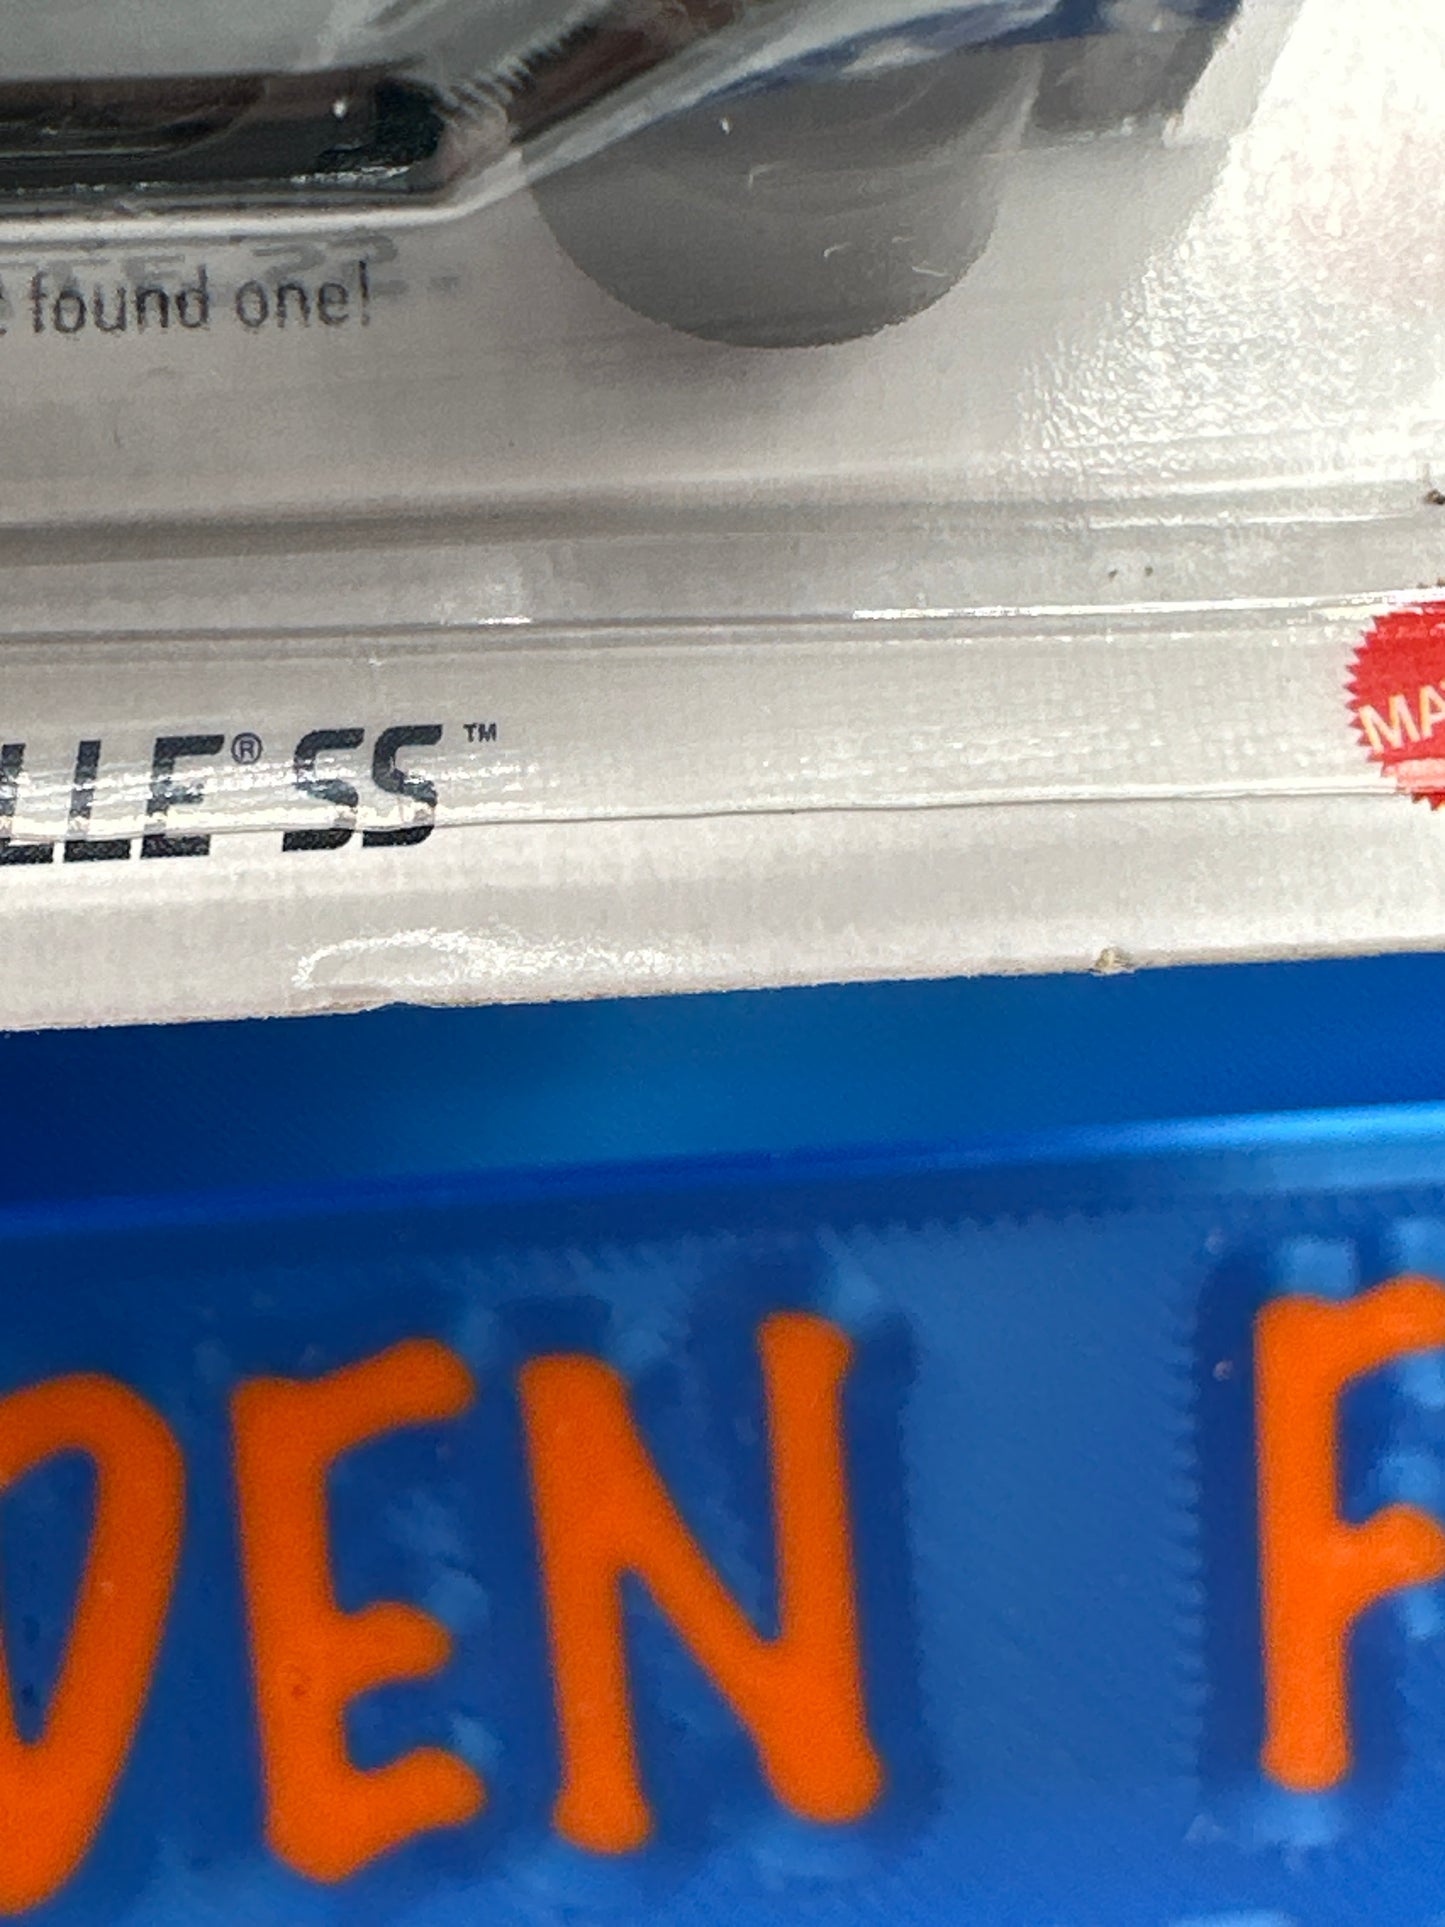 found one!
LLE® SS™
MA
DEN F